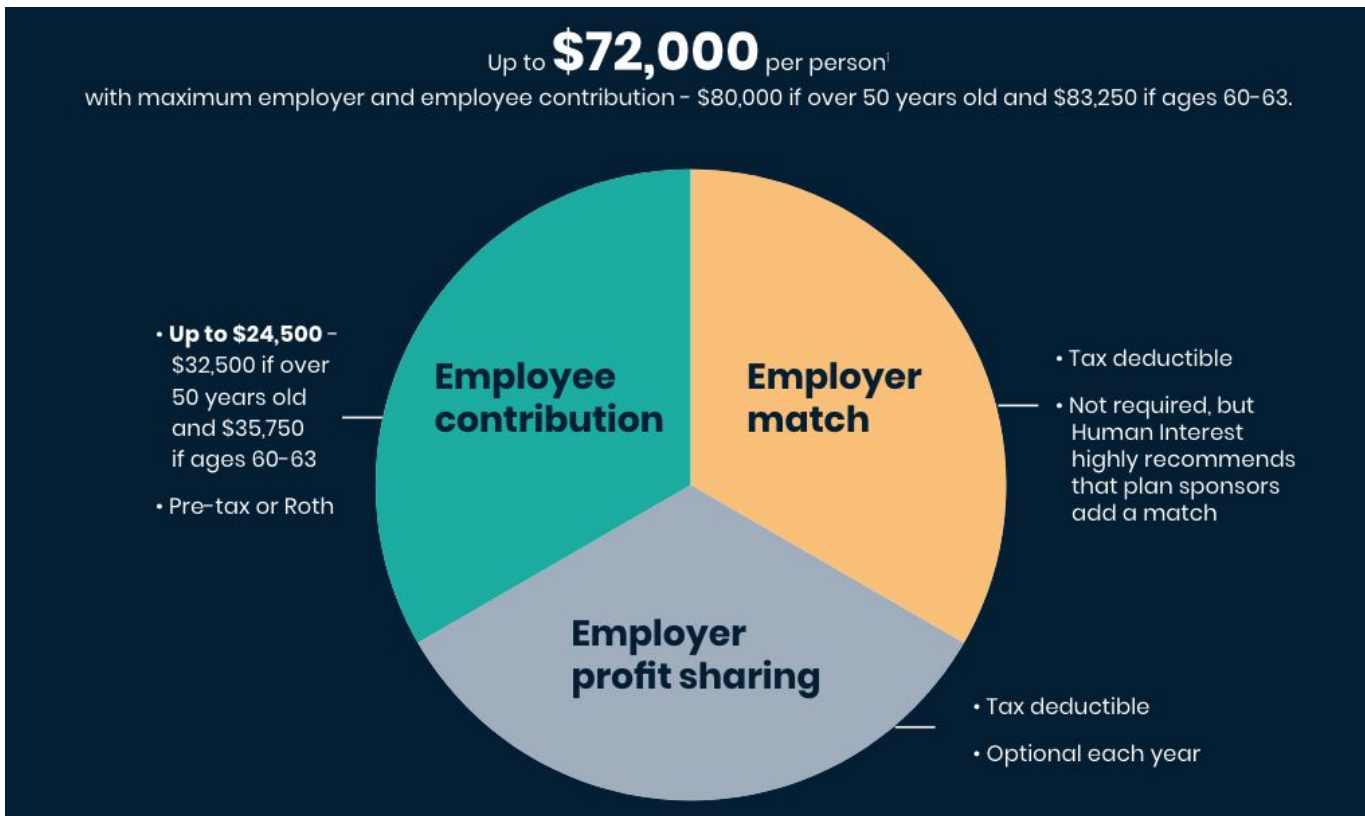 Up to $72,000 per person¹
with maximum employer and employee contribution - $80,000 if over 50 years old and $83,250 if ages 60-63.
• Up to $24,500 -
$32,500 if over
50 years old
and $35,750
if ages 60-63
• Pre-tax or Roth
Employee
contribution
Employer
match
• Tax deductible
• Not required, but
Human Interest
highly recommends
that plan sponsors
add a match
Employer
profit sharing
• Tax deductible
• Optional each year